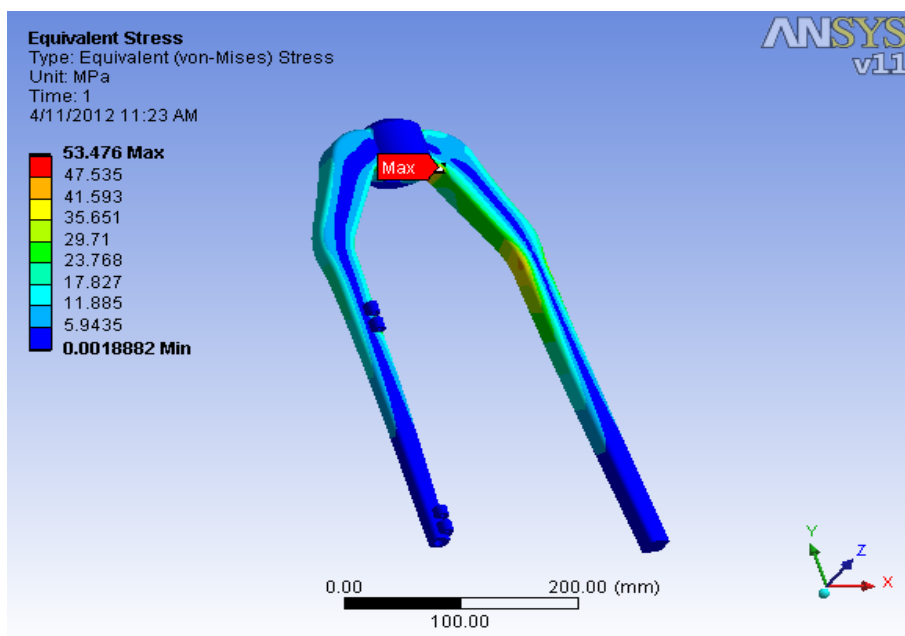 Equivalent Stress
Type: Equivalent (von-Mises) Stress
Unit: MPa
Time: 1
4/11/2012 11:23 AM
ANSYS
v11
53.476 Max
47.535
41.593
35.651
29.71
23.768
17.827
11.885
5.9435
0.0018882 Min
Max
0.00
200.00 (mm)
100.00
Y
Z
X